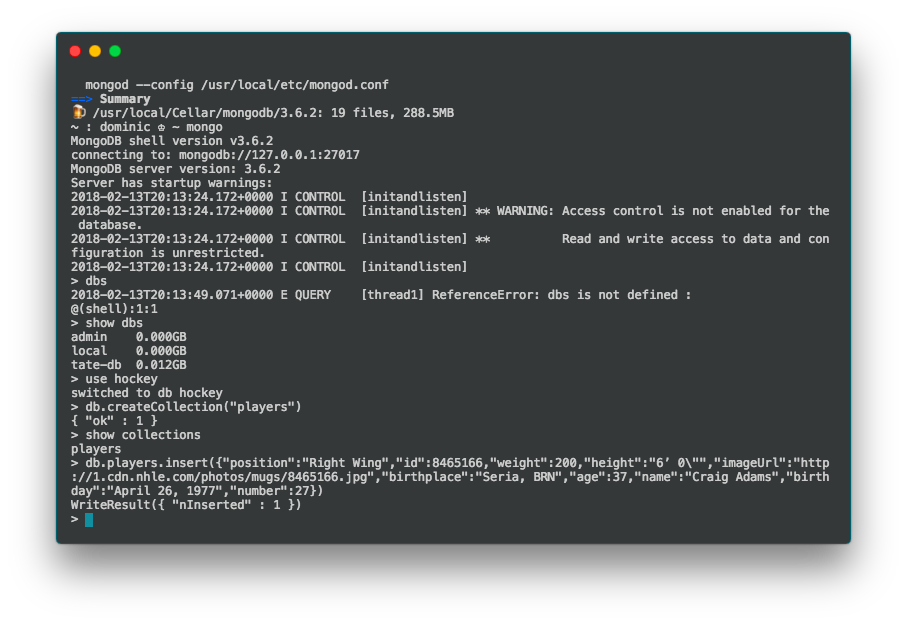 mongod --config /usr/local/etc/mongod.conf
==> Summary
🍺 /usr/local/Cellar/mongodb/3.6.2: 19 files, 288.5MB
~ : dominic ♔ ~ mongo
MongoDB shell version v3.6.2
connecting to: mongodb://127.0.0.1:27017
MongoDB server version: 3.6.2
Server has startup warnings:
2018-02-13T20:13:24.172+0000 I CONTROL  [initandlisten]
2018-02-13T20:13:24.172+0000 I CONTROL  [initandlisten] ** WARNING: Access control is not enabled for the
 database.
2018-02-13T20:13:24.172+0000 I CONTROL  [initandlisten] **          Read and write access to data and con
figuration is unrestricted.
2018-02-13T20:13:24.172+0000 I CONTROL  [initandlisten]
> dbs
2018-02-13T20:13:49.071+0000 E QUERY    [thread1] ReferenceError: dbs is not defined :
@(shell):1:1
> show dbs
admin    0.000GB
local    0.000GB
tate-db  0.012GB
> use hockey
switched to db hockey
> db.createCollection("players")
{ "ok" : 1 }
> show collections
players
> db.players.insert({"position":"Right Wing","id":8465166,"weight":200,"height":"6’ 0\"","imageUrl":"http
://1.cdn.nhle.com/photos/mugs/8465166.jpg","birthplace":"Seria, BRN","age":37,"name":"Craig Adams","birth
day":"April 26, 1977","number":27})
WriteResult({ "nInserted" : 1 })
>